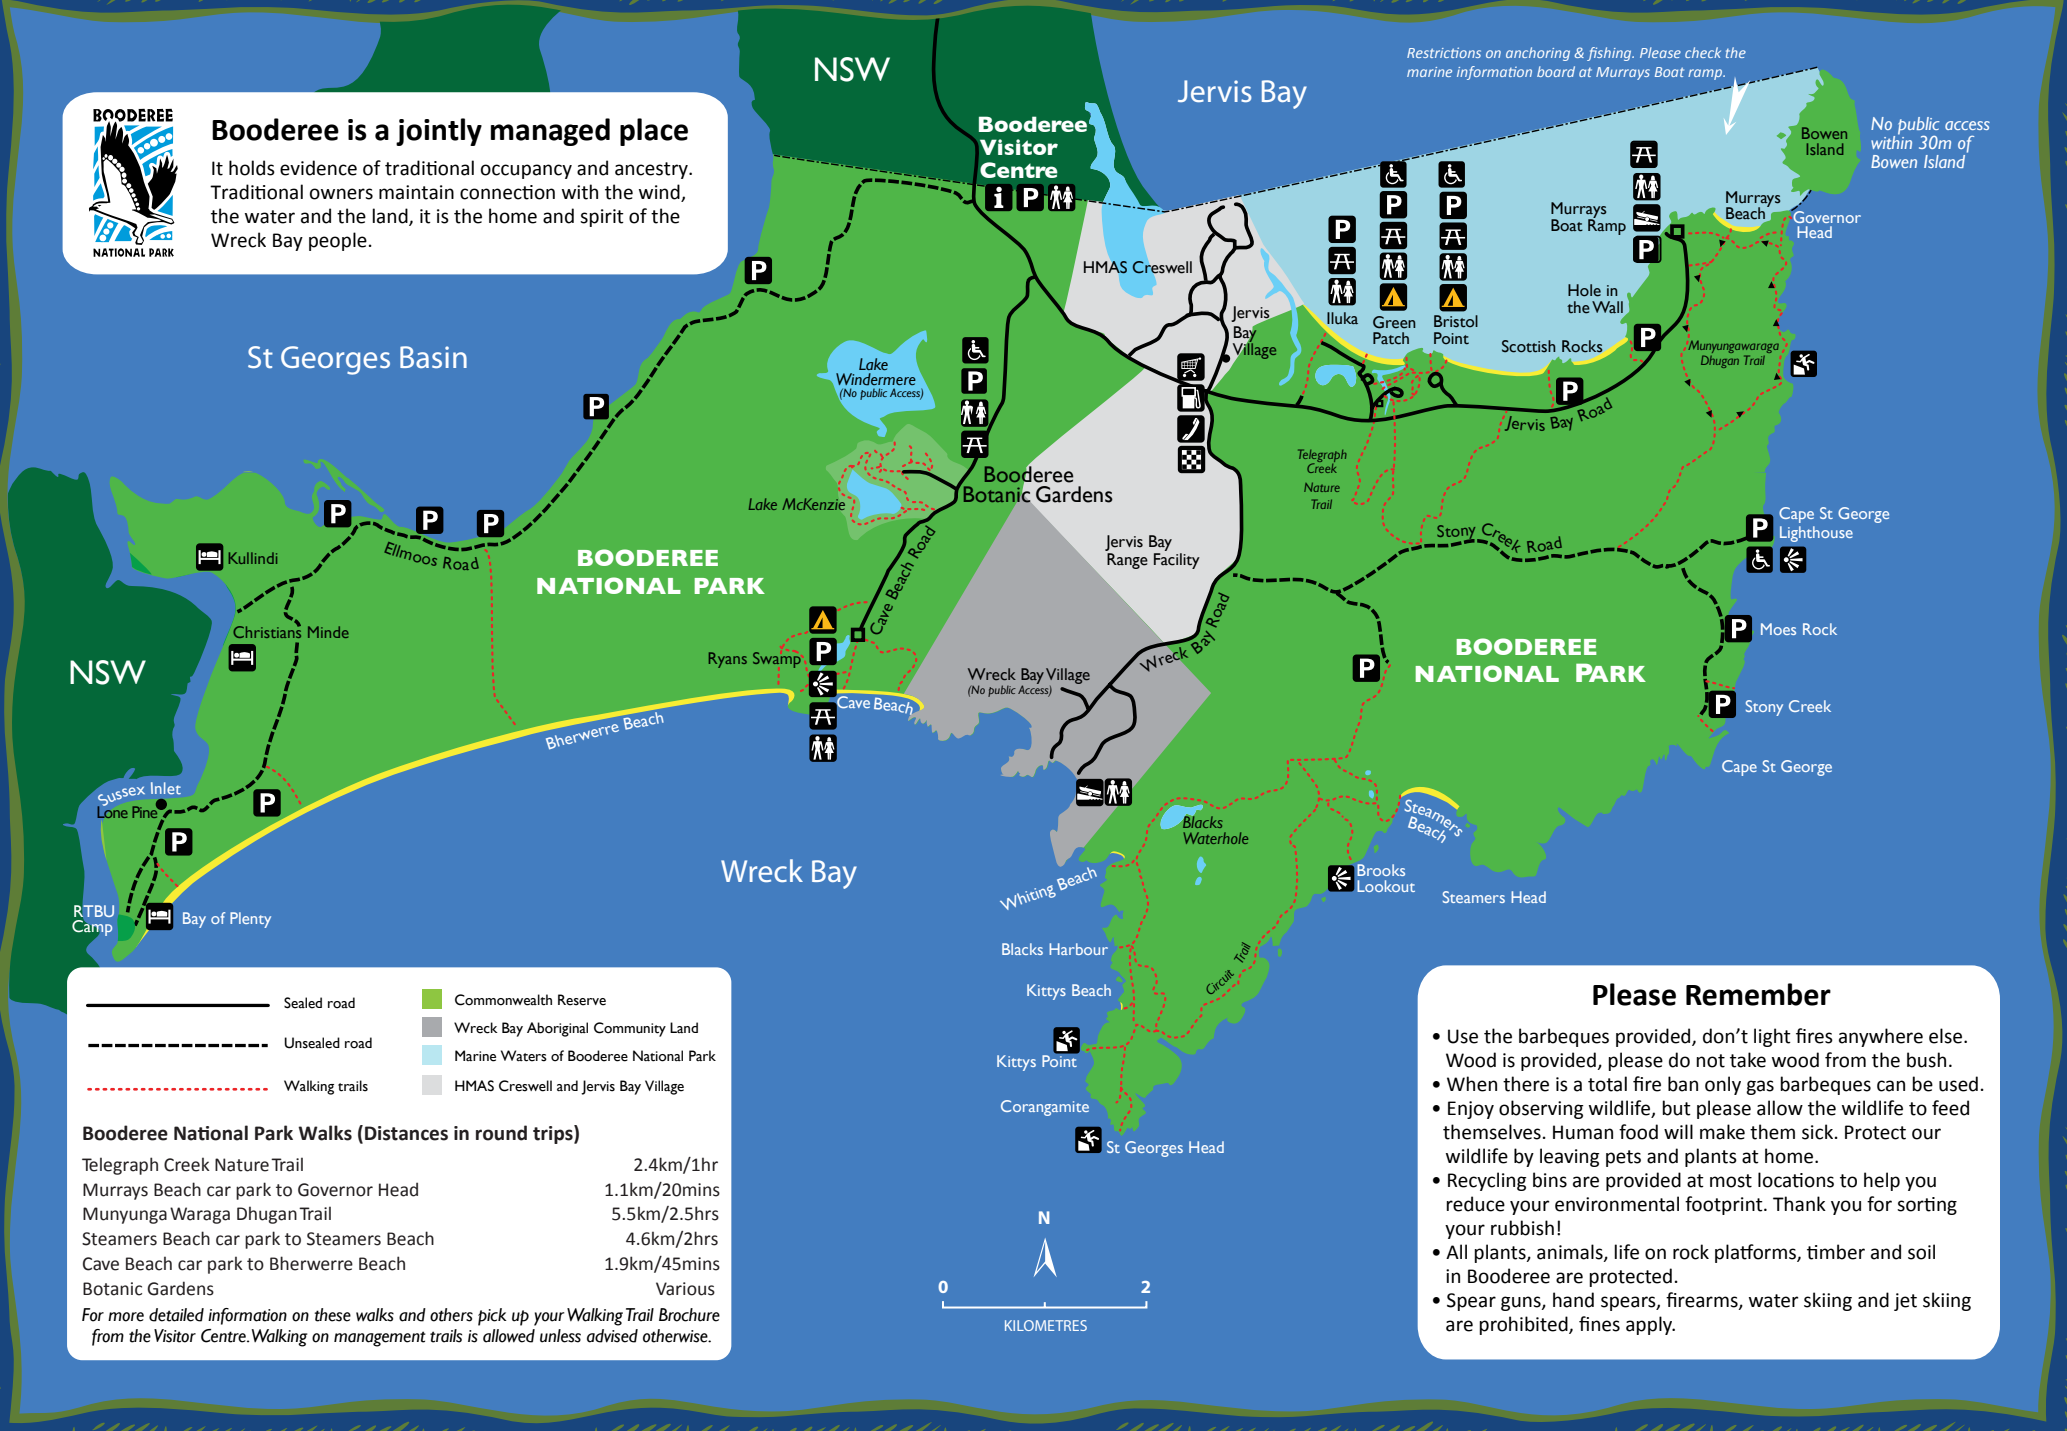 BOODEREE
NATIONAL PARK
Booderee is a jointly managed place
It holds evidence of traditional occupancy and ancestry.
Traditional owners maintain connection with the wind,
the water and the land, it is the home and spirit of the
Wreck Bay people.
NSW
Jervis Bay
Restrictions on anchoring & fishing. Please check the
marine information board at Murrays Boat ramp.
Bowen
Island
No public access
within 30m of
Bowen Island
Booderee
Visitor
Centre
i P
Murrays
Boat Ramp
P
Murrays
Beach
Governor
Head
HMAS Creswell
P
P
P
P
Hole in
the Wall
P
Iluka
Green
Patch
Bristol
Point
Scottish Rocks
Jervis
Bay
Village
Munyungawaraga
Dhugan Trail
St Georges Basin
Lake
Windermere
(No public Access)
P
P
P
Jervis Bay Road
Telegraph
Creek
Nature
Trail
Booderee
Botanic Gardens
Lake McKenzie
P
P
P
Ellmoos Road
Kullindi
BOODEREE
NATIONAL PARK
Cave Beach Road
Jervis Bay
Range Facility
Stony Creek Road
P
Cape St George
Lighthouse
Christians Minde
NSW
Ryans Swamp
P
Cave Beach
Bherwerre Beach
Wreck Bay Village
(No public Access)
Wreck Bay Road
P
BOODEREE
NATIONAL PARK
P
Moes Rock
P
Stony Creek
Cape St George
Sussex Inlet
Lone Pine
P
P
RTBU
Camp
Bay of Plenty
Wreck Bay
Blacks
Waterhole
Steamers
Beach
Whiting Beach
Brooks
Lookout
Steamers Head
Blacks Harbour
Circuit Trail
Kittys Beach
Kittys Point
Corangamite
St Georges Head
N
0 2
KILOMETRES
Sealed road
Unsealed road
Walking trails
Commonwealth Reserve
Wreck Bay Aboriginal Community Land
Marine Waters of Booderee National Park
HMAS Creswell and Jervis Bay Village
Booderee National Park Walks (Distances in round trips)
Telegraph Creek Nature Trail 2.4km/1hr
Murrays Beach car park to Governor Head 1.1km/20mins
Munyunga Waraga Dhugan Trail 5.5km/2.5hrs
Steamers Beach car park to Steamers Beach 4.6km/2hrs
Cave Beach car park to Bherwerre Beach 1.9km/45mins
Botanic Gardens Various
For more detailed information on these walks and others pick up your Walking Trail Brochure
from the Visitor Centre. Walking on management trails is allowed unless advised otherwise.
Please Remember
• Use the barbeques provided, don't light fires anywhere else.
Wood is provided, please do not take wood from the bush.
• When there is a total fire ban only gas barbeques can be used.
• Enjoy observing wildlife, but please allow the wildlife to feed
themselves. Human food will make them sick. Protect our
wildlife by leaving pets and plants at home.
• Recycling bins are provided at most locations to help you
reduce your environmental footprint. Thank you for sorting
your rubbish!
• All plants, animals, life on rock platforms, timber and soil
in Booderee are protected.
• Spear guns, hand spears, firearms, water skiing and jet skiing
are prohibited, fines apply.